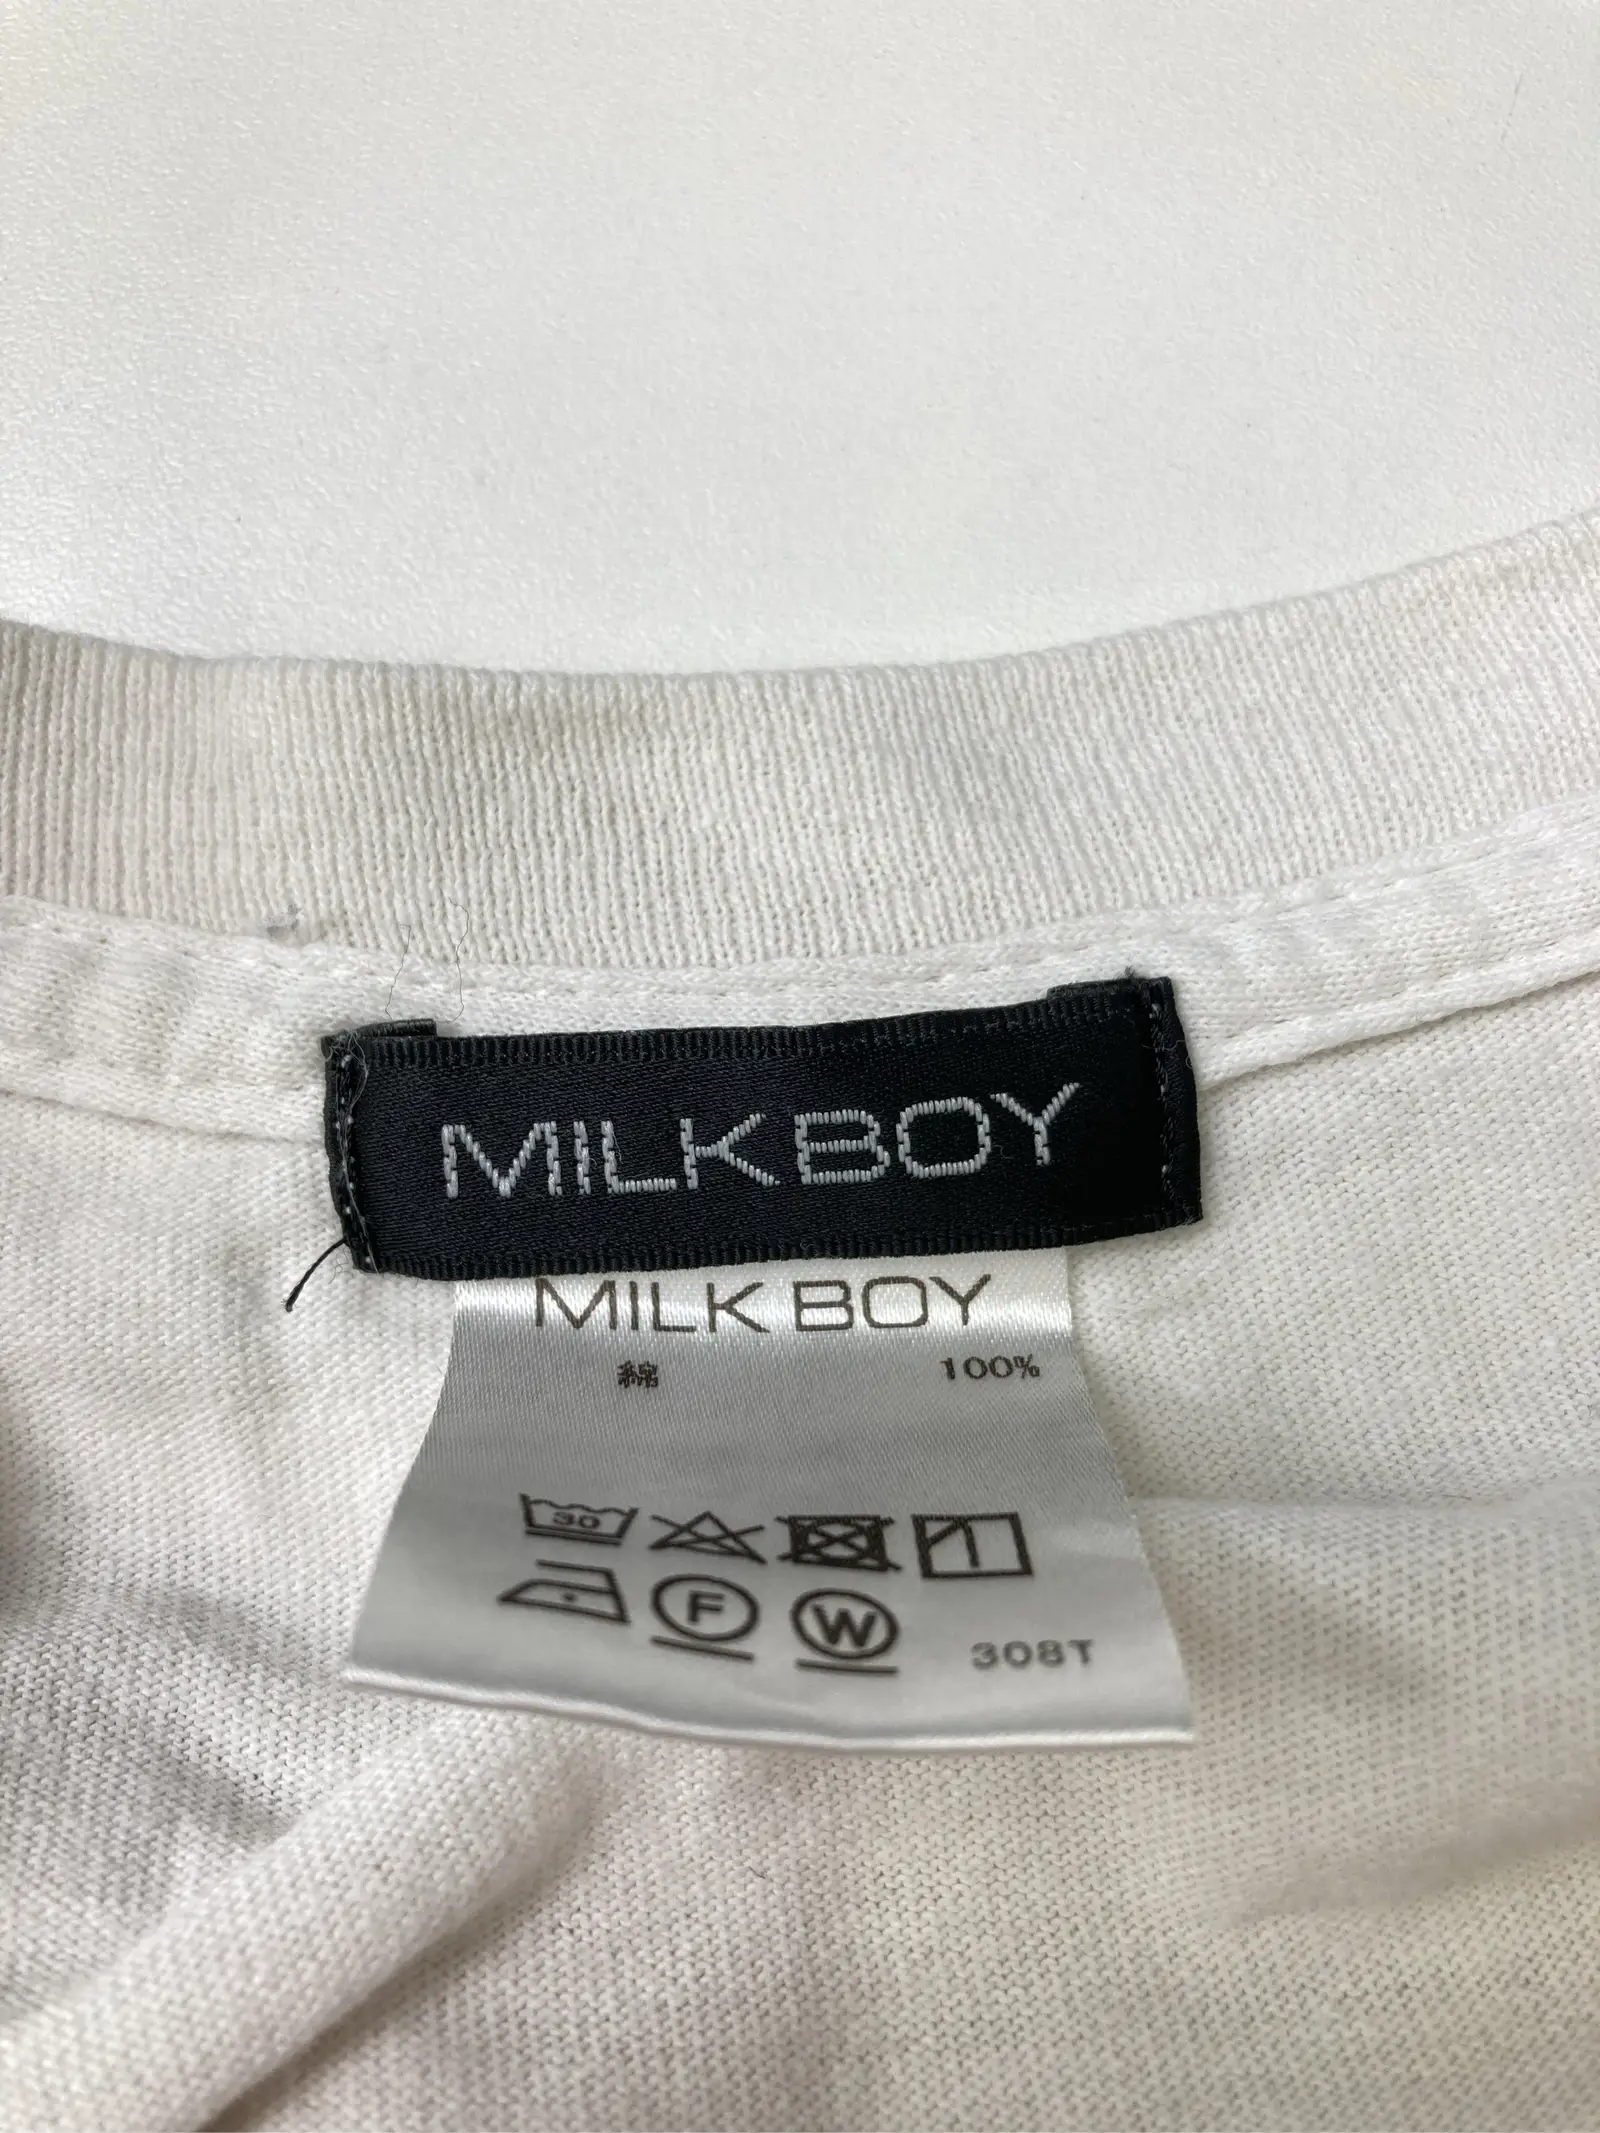 MILKBOY
MILK BOY
綿 100%
30
F W 308T